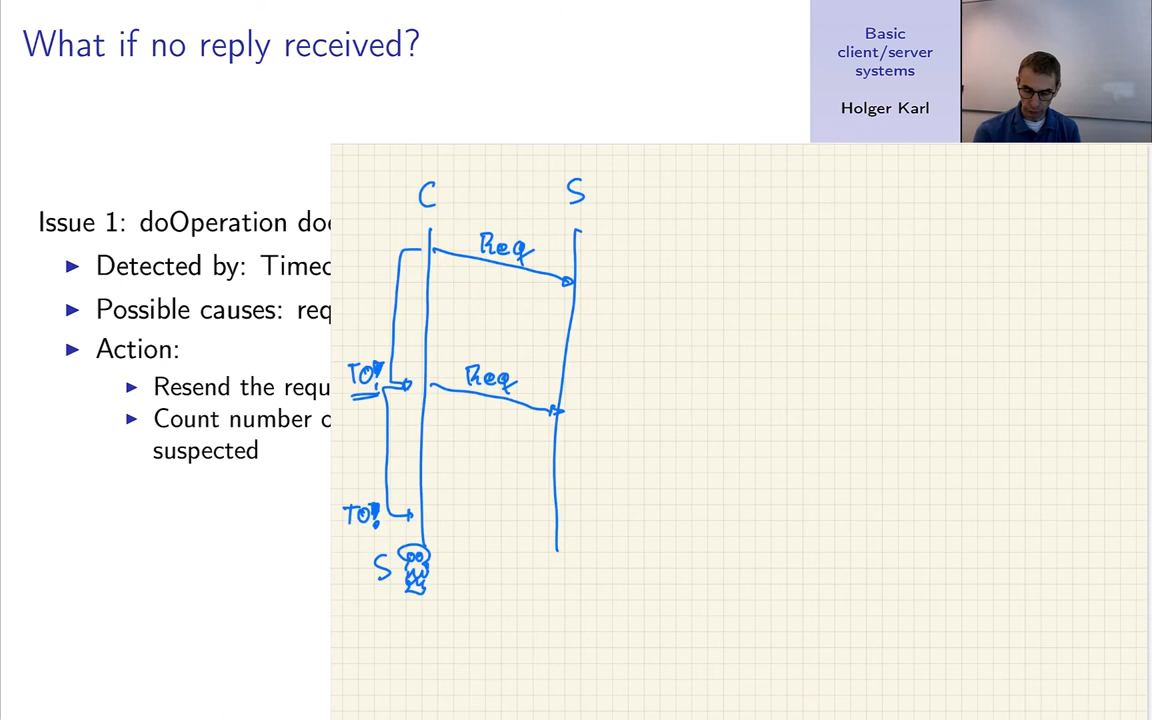 What if no reply received?
Basic
client/server
systems
Holger Karl
Issue 1: doOperation doe
▶ Detected by: Timeo
▶ Possible causes: req
▶ Action:
▶ Resend the requ
▶ Count number o
suspected
C S
Req
TO!
Req
TO!
S